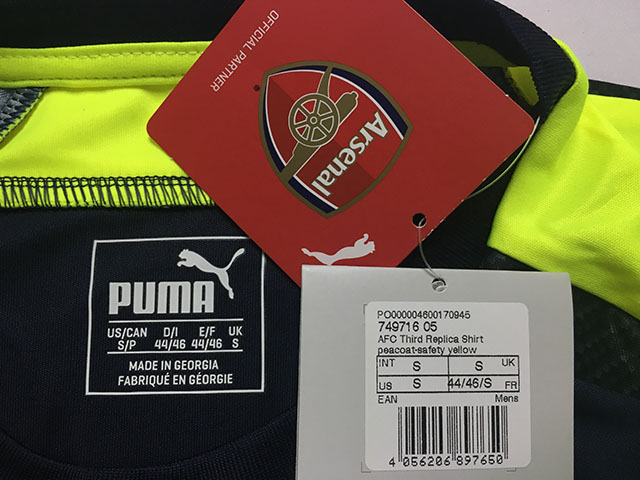 OFFICIAL PARTNER
Arsenal
PUMA
US/CAN D/I E/F UK
S/P 44/46 44/46 S
MADE IN GEORGIA
FABRIQUÉ EN GÉORGIE
PO000004600170945
749716 05
AFC Third Replica Shirt
peacoat-safety yellow
INT S S UK
US S 44/46/S FR
EAN Mens
4 056206 897650